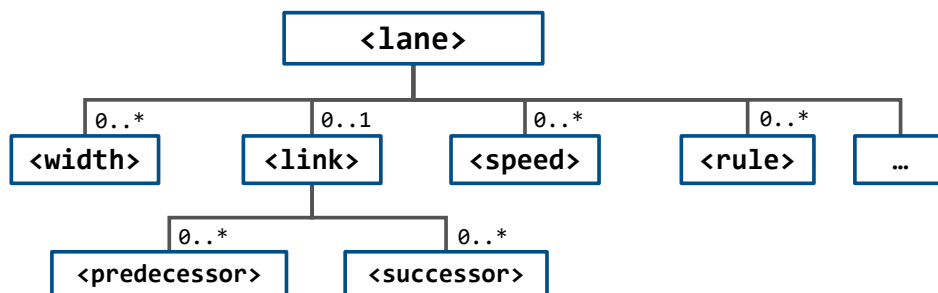 <lane>
0..* 0..1 0..* 0..*
<width> <link> <speed> <rule> …
0..* 0..*
<predecessor> <successor>